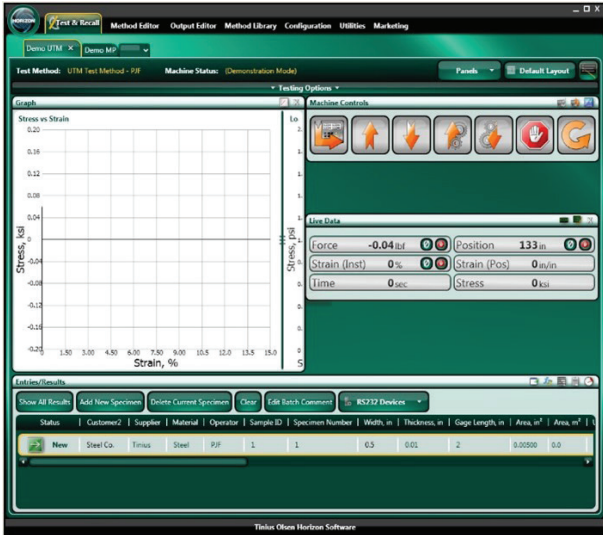 HORIZON
Test & Recall Method Editor Output Editor Method Library Configuration Utilities Marketing
Demo UTM × Demo MP
Test Method: UTM Test Method - PJF Machine Status: (Demonstration Mode) Panels Default Layout
Testing Options
Graph
Machine Controls
Stress vs Strain
Lo
0.20
0.16
0.12
0.08
0.04
0
-0.04
-0.12
-0.20
Stress, ksi
1.50 3.00 4.50 6.00 7.50 9.00 10.5 12.0 13.5 15.0
Strain, %
Stress, psi
S
Live Data
Force -0.04 lbf Position 133 in
Strain (Inst) 0 % Strain (Pos) 0 in/in
Time 0 sec Stress 0 ksi
Entries/Results
Show All Results Add New Specimen Delete Current Specimen Clear Edit Batch Comment RS232 Devices
Status Customer2 Supplier Material Operator Sample ID Specimen Number Width, in Thickness, in Gage Length, in Area, in² Area, m²
New Steel Co. Tinius Steel PJF 1 1 0.5 0.01 2 0.00500 0.0
Tinius Olsen Horizon Software